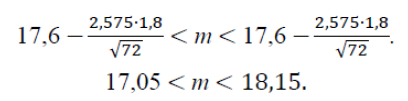 17,6 − 2,575·1,8/√72 < m < 17,6 − 2,575·1,8/√72.
17,05 < m < 18,15.